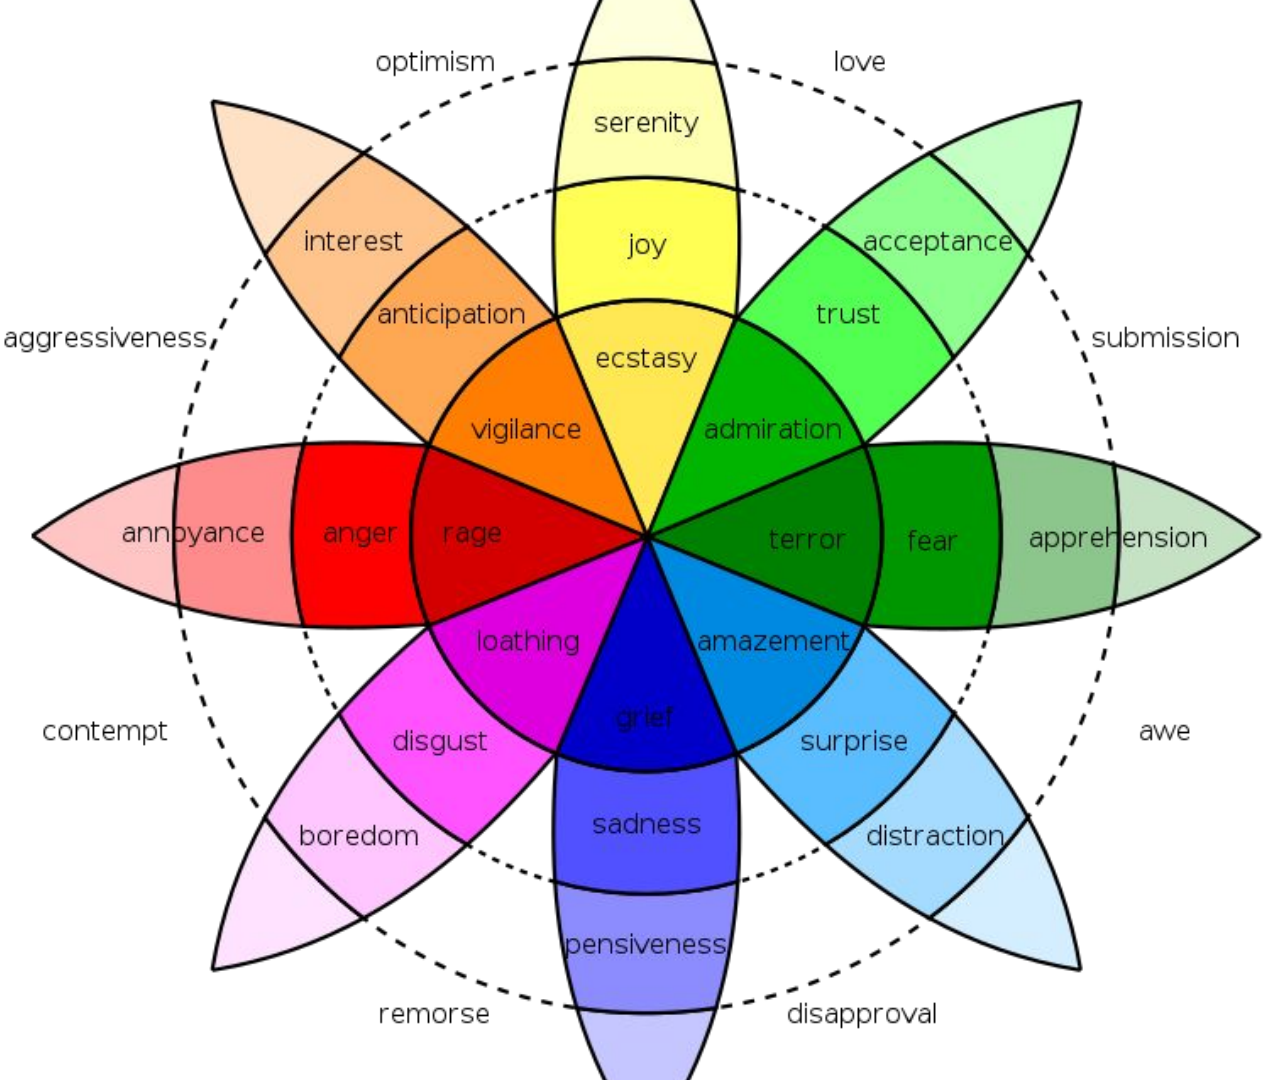 optimism
love
serenity
interest
joy
acceptance
anticipation
trust
aggressiveness
submission
ecstasy
vigilance
admiration
annoyance
anger
rage
terror
fear
apprehension
loathing
amazement
grief
contempt
disgust
surprise
awe
boredom
sadness
distraction
pensiveness
remorse
disapproval